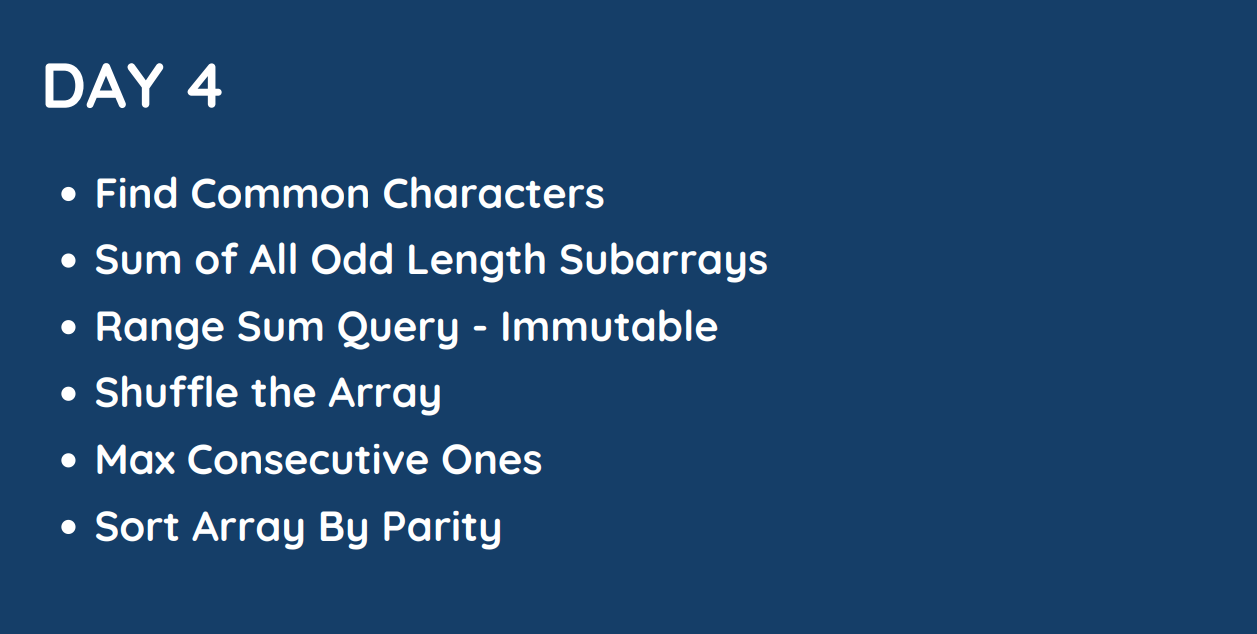 DAY 4
• Find Common Characters
• Sum of All Odd Length Subarrays
• Range Sum Query - Immutable
• Shuffle the Array
• Max Consecutive Ones
• Sort Array By Parity